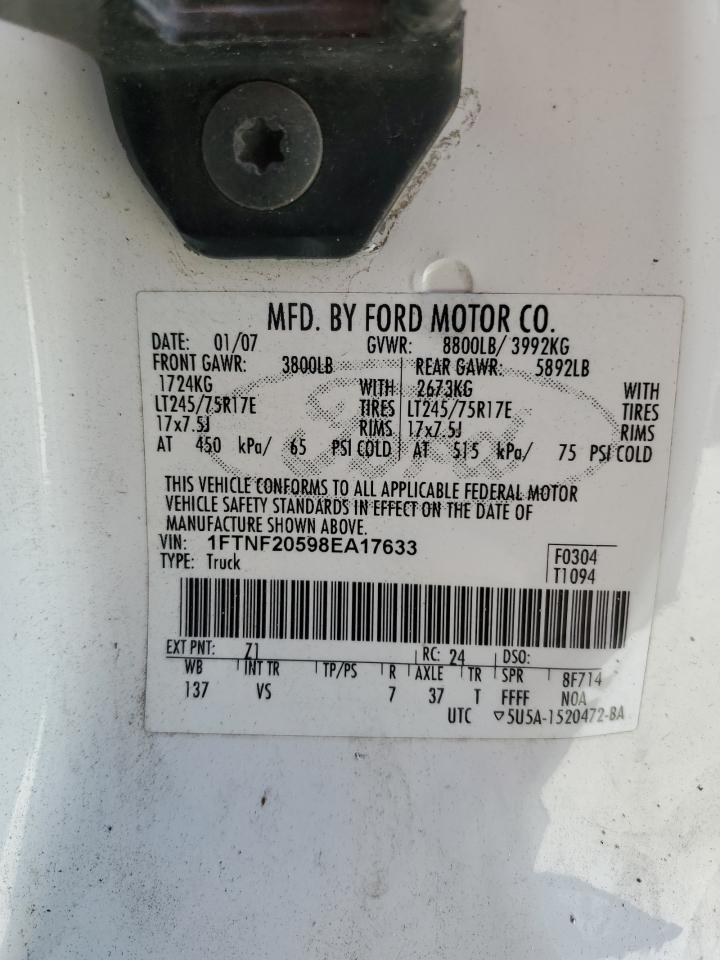 MFD. BY FORD MOTOR CO.
DATE: 01/07 GVWR: 8800LB/ 3992KG
FRONT GAWR: 3800LB REAR GAWR: 5892LB
1724KG WITH 2673KG WITH
LT245/75R17E TIRES LT245/75R17E TIRES
17x7.5J RIMS 17x7.5J RIMS
AT 450 kPa/ 65 PSI COLD AT 515 kPa/ 75 PSI COLD
THIS VEHICLE CONFORMS TO ALL APPLICABLE FEDERAL MOTOR
VEHICLE SAFETY STANDARDS IN EFFECT ON THE DATE OF
MANUFACTURE SHOWN ABOVE.
VIN: 1FTNF20598EA17633 F0304
TYPE: Truck T1094
EXT PNT: Z1 RC: 24 DSO:
WB INT TR TP/PS R AXLE TR SPR 8F714
137 VS 7 37 T FFFF NOA
UTC ▽5U5A-1520472-BA